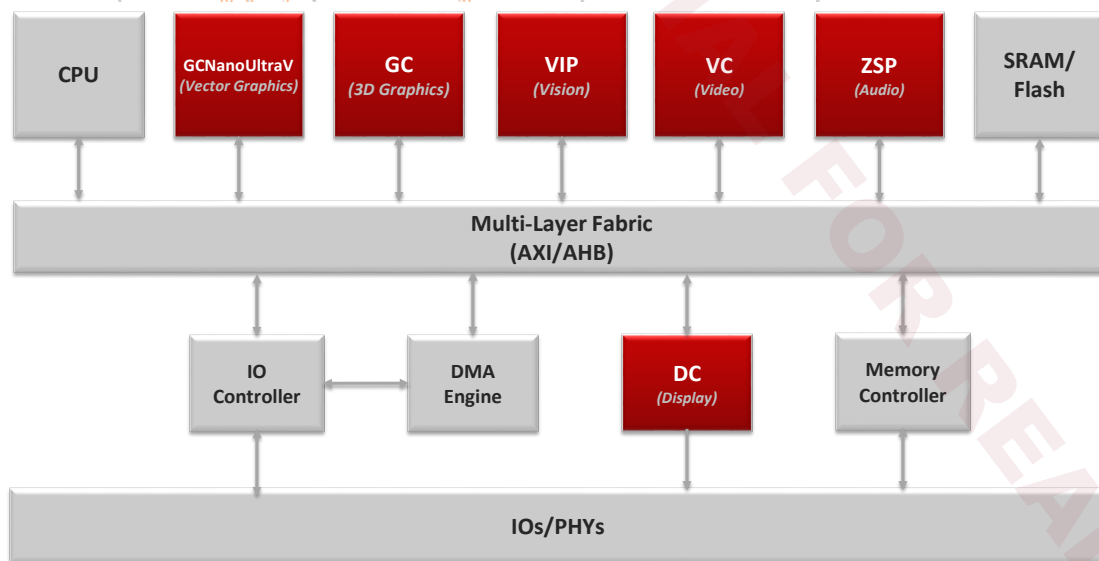 CPU
GCNanoUltraV
(Vector Graphics)
GC
(3D Graphics)
VIP
(Vision)
VC
(Video)
ZSP
(Audio)
SRAM/
Flash
Multi-Layer Fabric
(AXI/AHB)
IO
Controller
DMA
Engine
DC
(Display)
Memory
Controller
IOs/PHYs
FOR